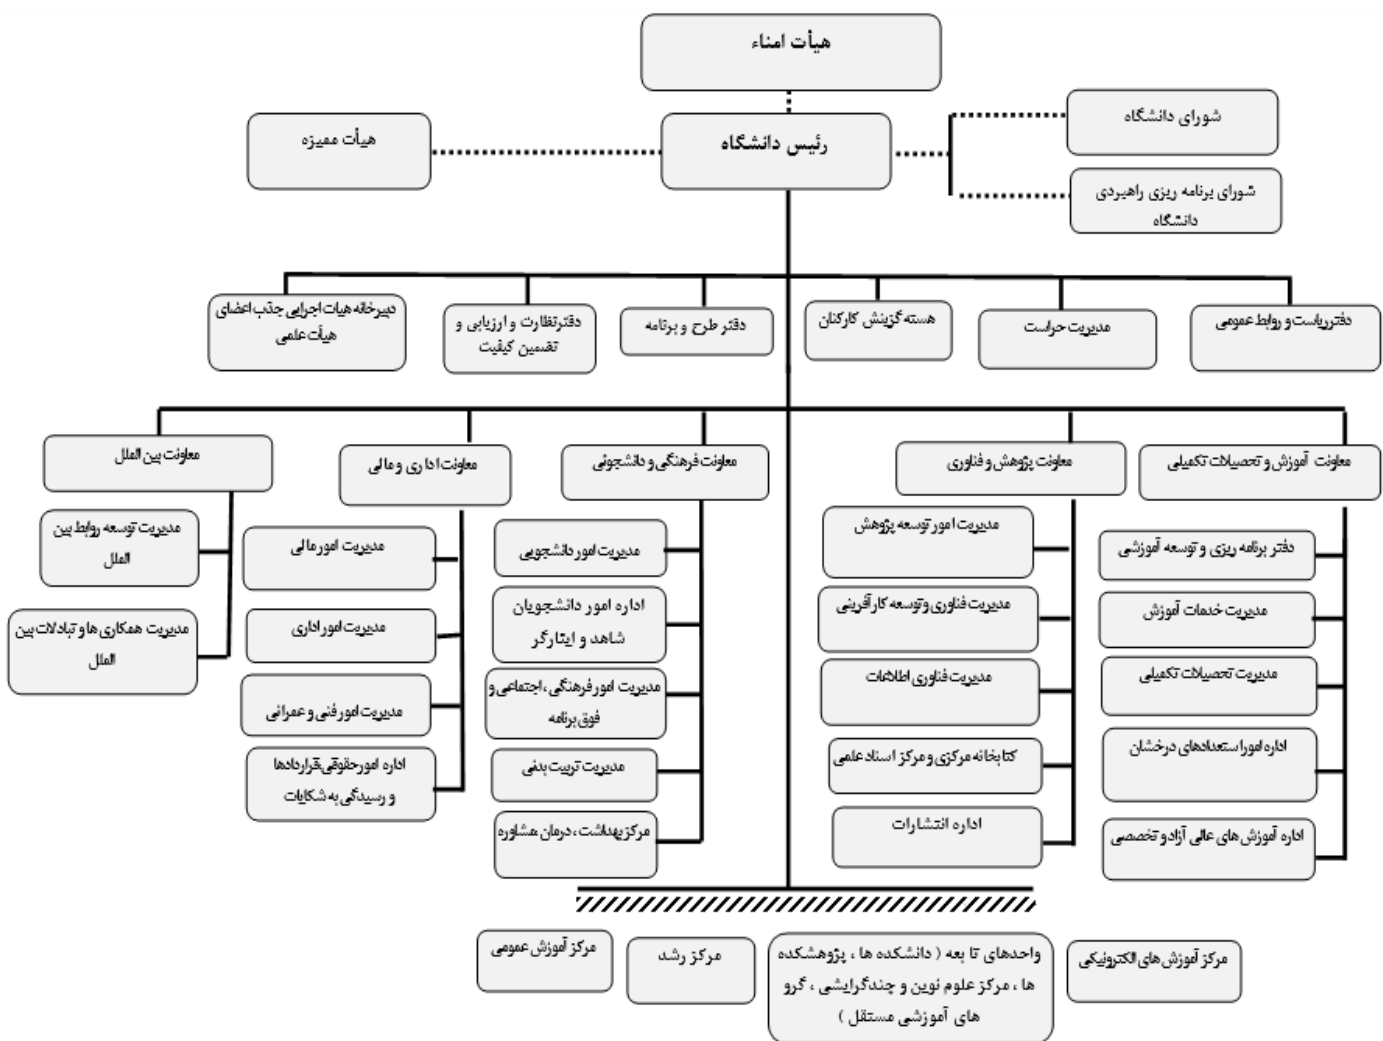 هیأت امناء
شورای دانشگاه
رئیس دانشگاه
هیأت ممیزه
شورای برنامه ریزی راهبردی
دانشگاه
دفترریاست و روابط عمومی
مدیریت حراست
هسته گزینش کارکنان
دفتر طرح و برنامه
دفترنظارت و ارزیابی و
تضمین کیفیت
دبیرخانه هیات اجرایی جذب اعضای
هیأت علمی
معاونت آموزش و تحصیلات تکمیلی
معاونت پژوهش و فناوری
معاونت فرهنگی و دانشجوئی
معاونت اداری و مالی
معاونت بین الملل
دفتر برنامه ریزی و توسعه آموزشی
مدیریت خدمات آموزش
مدیریت تحصیلات تکمیلی
اداره اموراستعدادهای درخشان
اداره آموزش های عالی آزاد و تخصصی
مدیریت امور توسعه پژوهش
مدیریت فناوری و توسعه کارآفرینی
مدیریت فناوری اطلاعات
کتابخانه مرکزی و مرکز اسناد علمی
اداره انتشارات
مدیریت امور دانشجویی
اداره امور دانشجویان
شاهد و ایثارگر
مدیریت امور فرهنگی، اجتماعی و
فوق برنامه
مدیریت تربیت بدنی
مرکز بهداشت، درمان ،مشاوره
مدیریت امور مالی
مدیریت امور اداری
مدیریت امور فنی و عمرانی
اداره امور حقوقی،قراردادها
و رسیدگی به شکایات
مدیریت توسعه روابط بین
الملل
مدیریت همکاری ها و تبادلات بین
الملل
مرکز آموزش های الکترونیکی
واحدهای تابعه ( دانشکده ها ، پژوهشکده
ها ، مرکز علوم نوین و چندگرایشی ، گرو
های آموزشی مستقل )
مرکز رشد
مرکز آموزش عمومی